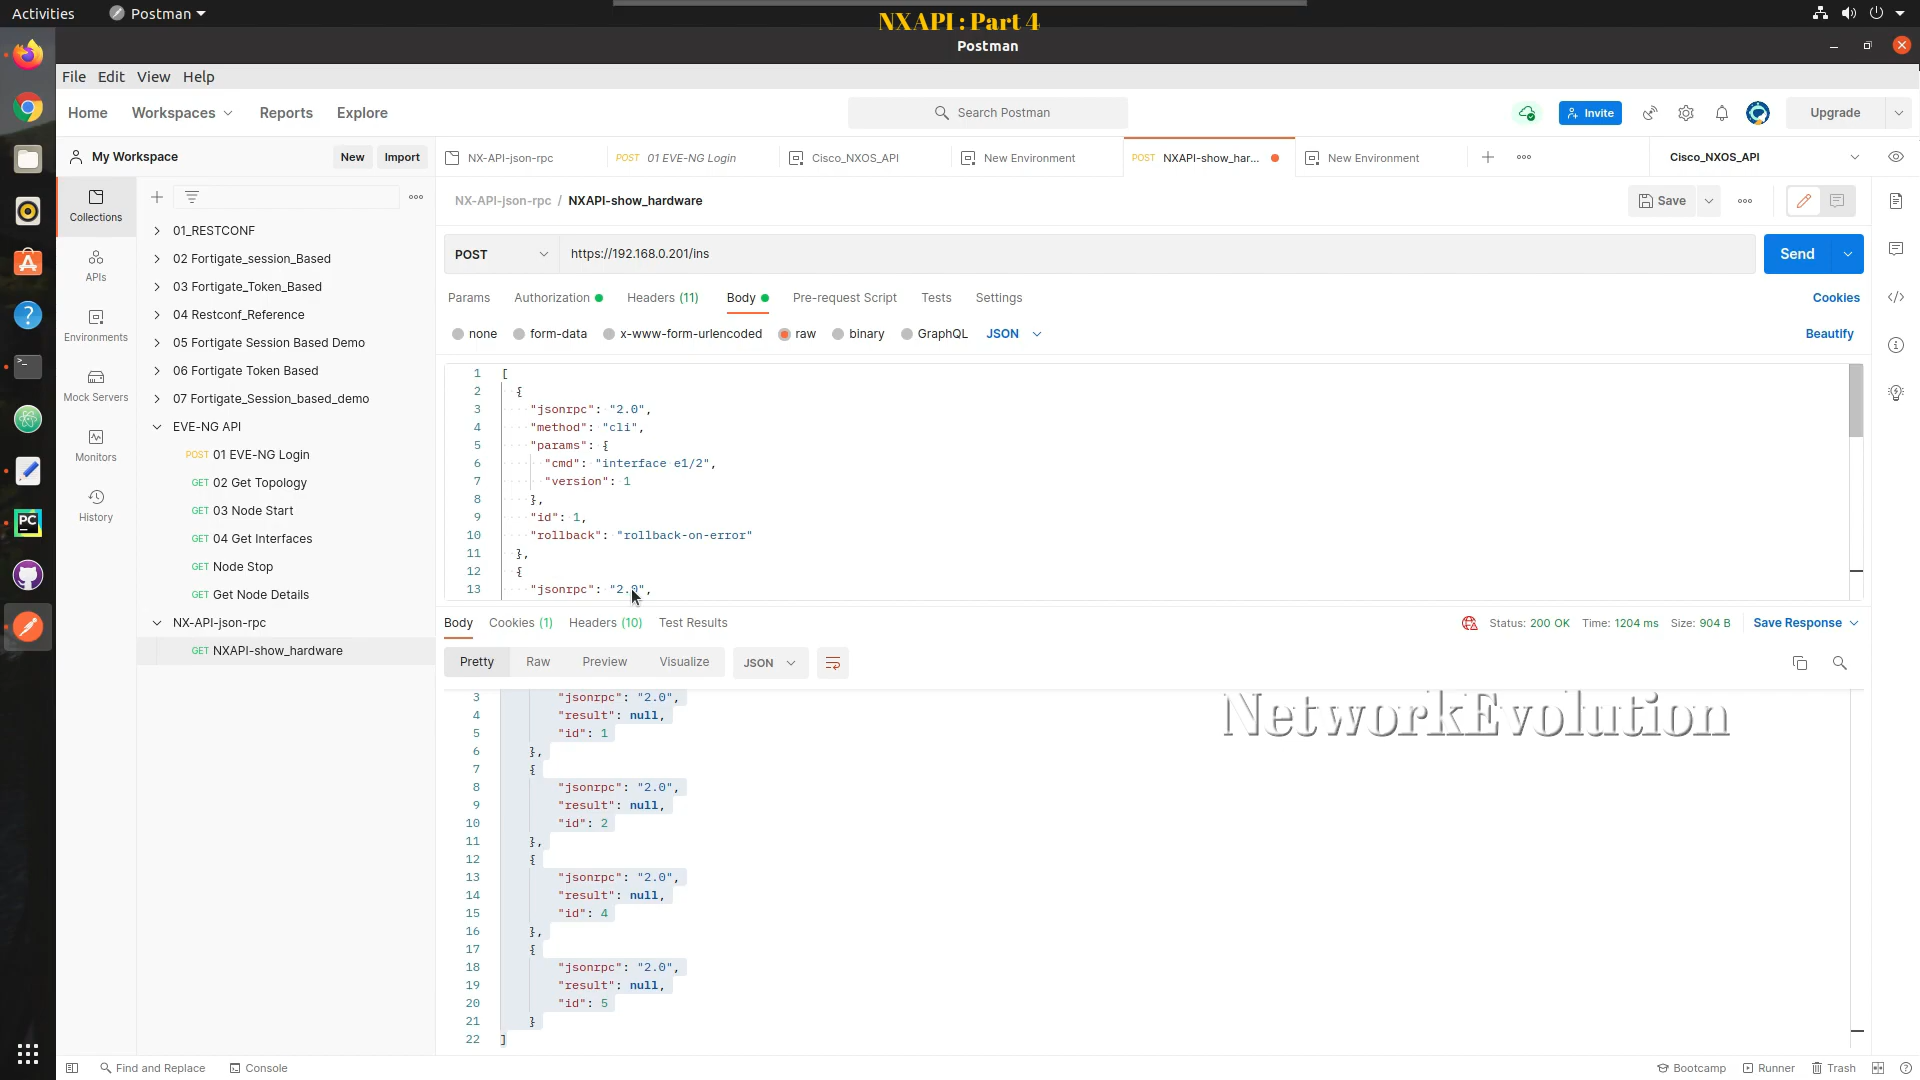 Activities
Postman
NXAPI : Part 4
Postman
File Edit View Help
Home Workspaces Reports Explore
Search Postman
Invite
Upgrade
My Workspace
New Import
NX-API-json-rpc
POST 01 EVE-NG Login
Cisco_NXOS_API
New Environment
POST NXAPI-show_har...
New Environment
Cisco_NXOS_API
Collections
APIs
Environments
Mock Servers
Monitors
History
01_RESTCONF
02 Fortigate_session_Based
03 Fortigate_Token_Based
04 Restconf_Reference
05 Fortigate Session Based Demo
06 Fortigate Token Based
07 Fortigate_Session_based_demo
EVE-NG API
POST 01 EVE-NG Login
GET 02 Get Topology
GET 03 Node Start
GET 04 Get Interfaces
GET Node Stop
GET Get Node Details
NX-API-json-rpc
GET NXAPI-show_hardware
NX-API-json-rpc / NXAPI-show_hardware
Save
POST
https://192.168.0.201/ins
Send
Params Authorization Headers (11) Body Pre-request Script Tests Settings
Cookies
none form-data x-www-form-urlencoded raw binary GraphQL JSON
Beautify
1 [
2 {
3 "jsonrpc": "2.0",
4 "method": "cli",
5 "params": {
6 "cmd": "interface e1/2",
7 "version": 1
8 },
9 "id": 1,
10 "rollback": "rollback-on-error"
11 },
12 {
13 "jsonrpc": "2.0",
Body Cookies (1) Headers (10) Test Results
Status: 200 OK Time: 1204 ms Size: 904 B
Save Response
Pretty Raw Preview Visualize JSON
NetworkEvolution
3 "jsonrpc": "2.0",
4 "result": null,
5 "id": 1
6 },
7 {
8 "jsonrpc": "2.0",
9 "result": null,
10 "id": 2
11 },
12 {
13 "jsonrpc": "2.0",
14 "result": null,
15 "id": 4
16 },
17 {
18 "jsonrpc": "2.0",
19 "result": null,
20 "id": 5
21 }
22 ]
Find and Replace
Console
Bootcamp
Runner
Trash